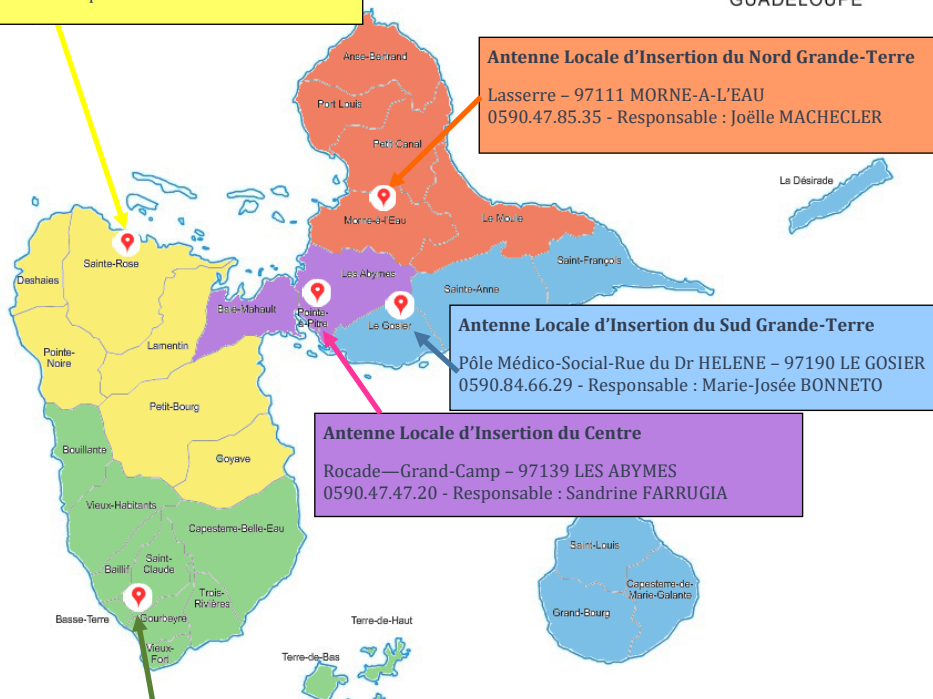 GUADELOUPE
Anse-Bertrand
Port Louis
Petit Canal
Antenne Locale d’Insertion du Nord Grande-Terre
Lasserre – 97111 MORNE-A-L’EAU
0590.47.85.35 - Responsable : Joëlle MACHECLER
La Désirade
Morne-à-l'Eau
Le Moule
Sainte-Rose
Deshaies
Les Abymes
Saint-François
Sainte-Anne
Baie-Mahault
Pointe-
à-Pitre
Le Gosier
Lamentin
Pointe-
Noire
Antenne Locale d’Insertion du Sud Grande-Terre
Pôle Médico-Social-Rue du Dr HELENE – 97190 LE GOSIER
0590.84.66.29 - Responsable : Marie-Josée BONNETO
Petit-Bourg
Antenne Locale d’Insertion du Centre
Rocade—Grand-Camp – 97139 LES ABYMES
0590.47.47.20 - Responsable : Sandrine FARRUGIA
Bouillante
Goyave
Vieux-Habitants
Capesterre-Belle-Eau
Saint-
Claude
Baillif
Trois-
Rivières
Basse-Terre
Gourbeyre
Vieux-
Fort
Saint-Louis
Capesterre-de-
Marie-Galante
Grand-Bourg
Terre-de-Haut
Terre-de-Bas